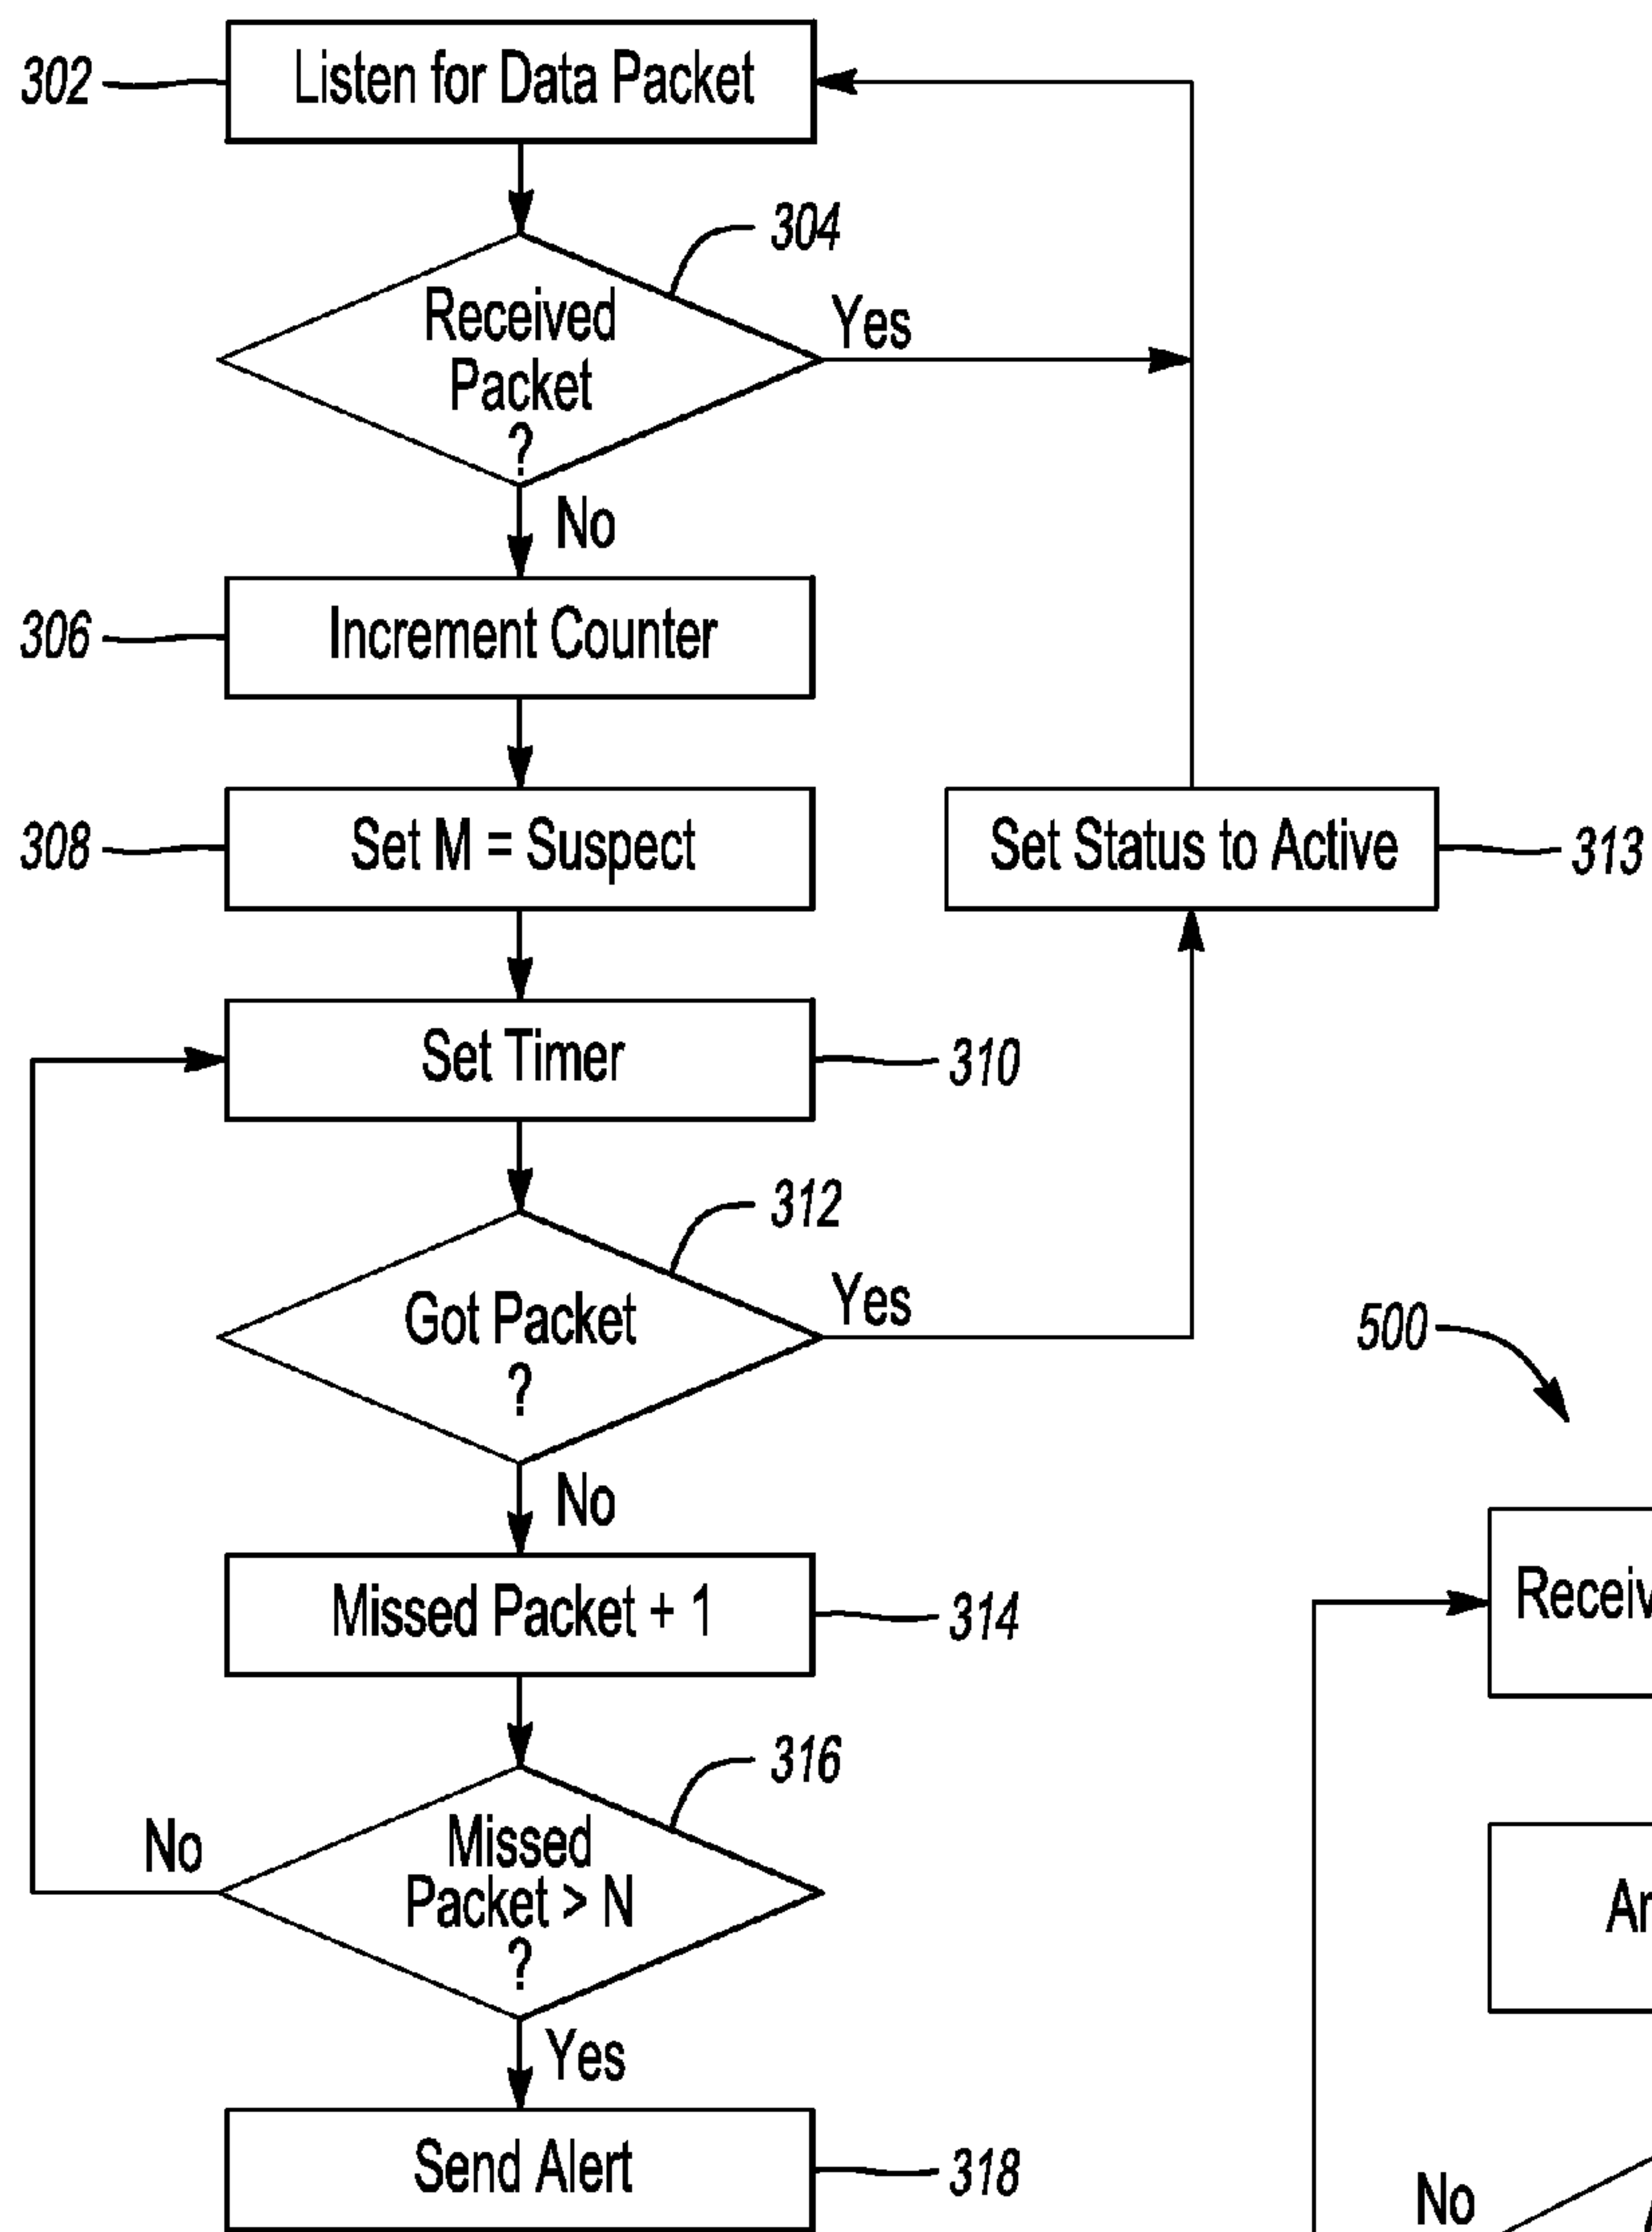 302
Listen for Data Packet
304
Received
Packet
?
Yes
No
306
Increment Counter
308
Set M = Suspect
Set Status to Active
313
Set Timer
310
312
Got Packet
?
Yes
No
500
Missed Packet + 1
314
316
Missed
Packet > N
?
No
Yes
Send Alert
318
No